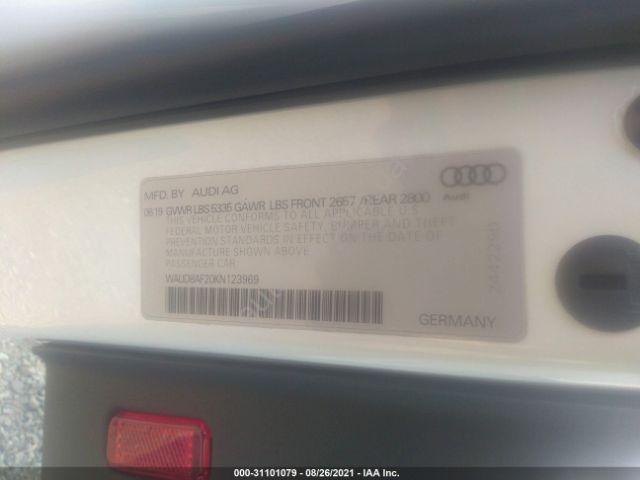 MFD. BY AUDI AG
06.19 GVWR LBS 5335 GAWR LBS FRONT 2657 /REAR 2800
THIS VEHICLE CONFORMS TO ALL APPLICABLE U.S.
FEDERAL MOTOR VEHICLE SAFETY, BUMPER AND THEFT
PREVENTION STANDARDS IN EFFECT ON THE DATE OF
MANUFACTURE SHOWN ABOVE.
PASSENGER CAR
WAUD8AF20KN123969
GERMANY
Audi
000-31101079 - 08/26/2021 - IAA Inc.